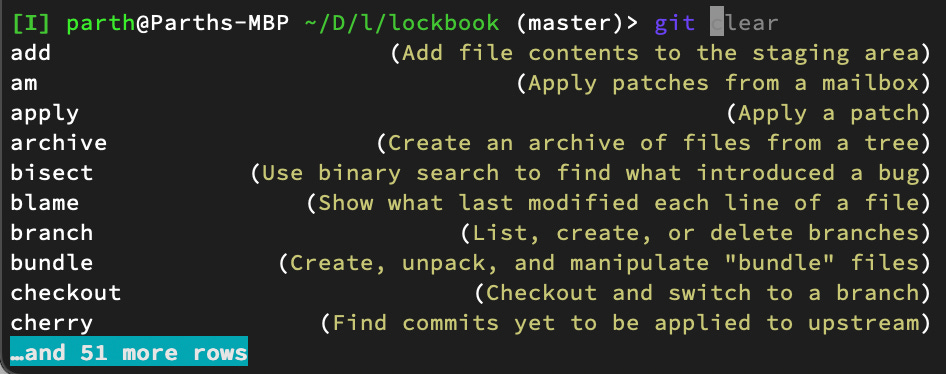 [I] parth@Parths-MBP ~/D/l/lockbook (master)> git clear
add (Add file contents to the staging area)
am (Apply patches from a mailbox)
apply (Apply a patch)
archive (Create an archive of files from a tree)
bisect (Use binary search to find what introduced a bug)
blame (Show what last modified each line of a file)
branch (List, create, or delete branches)
bundle (Create, unpack, and manipulate "bundle" files)
checkout (Checkout and switch to a branch)
cherry (Find commits yet to be applied to upstream)
…and 51 more rows